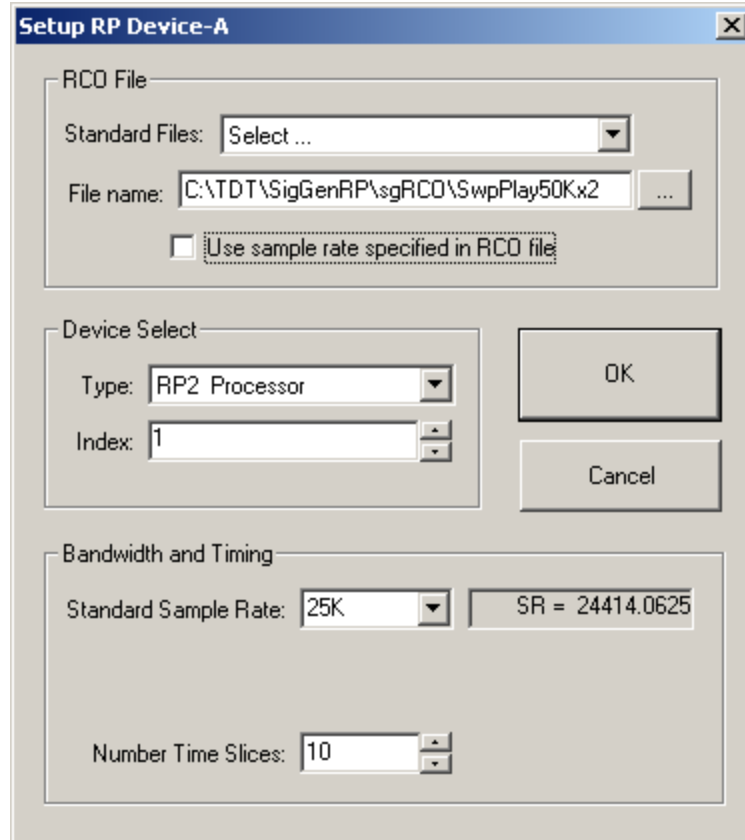 Setup RP Device-A
RCO File
Standard Files: Select ...
File name: C:\TDT\SigGenRP\sgRCO\SwpPlay50Kx2 ...
Use sample rate specified in RCO file
Device Select
Type: RP2 Processor
Index: 1
OK
Cancel
Bandwidth and Timing
Standard Sample Rate: 25K SR = 24414.0625
Number Time Slices: 10